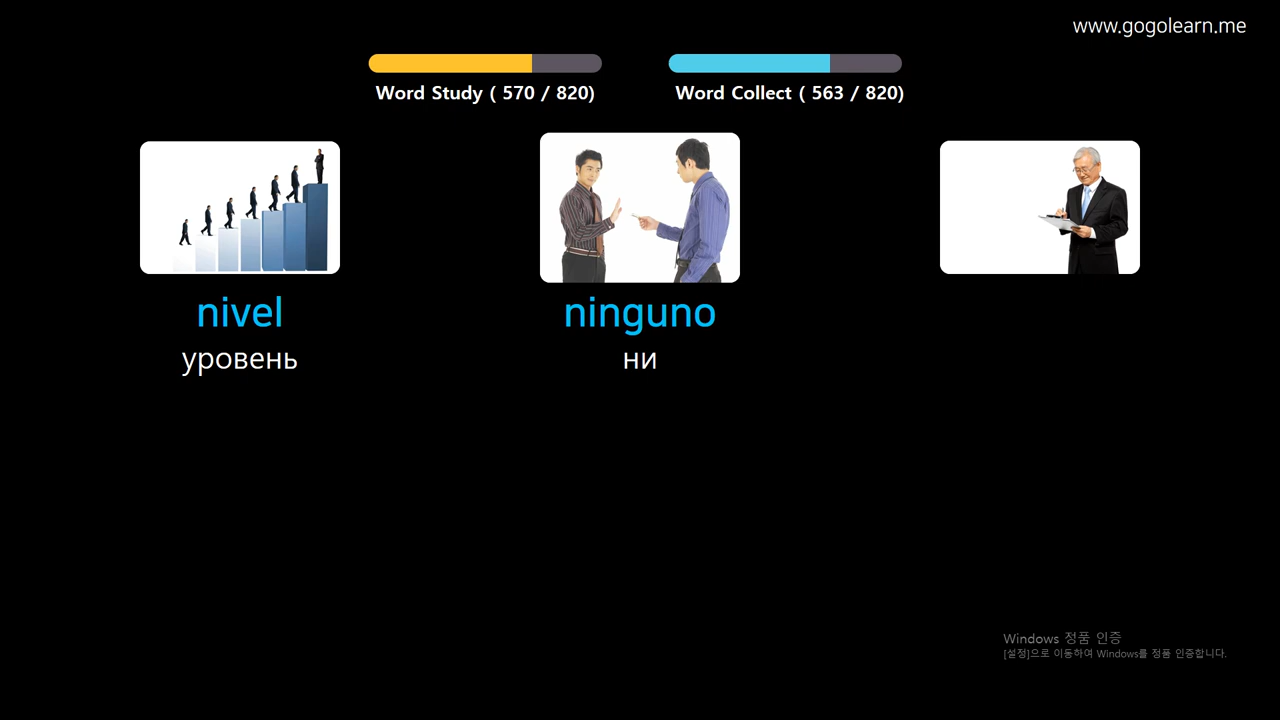 www.gogolearn.me
Word Study ( 570 / 820)
Word Collect ( 563 / 820)
nivel
уровень
ninguno
ни
Windows 정품 인증
[설정]으로 이동하여 Windows를 정품 인증합니다.